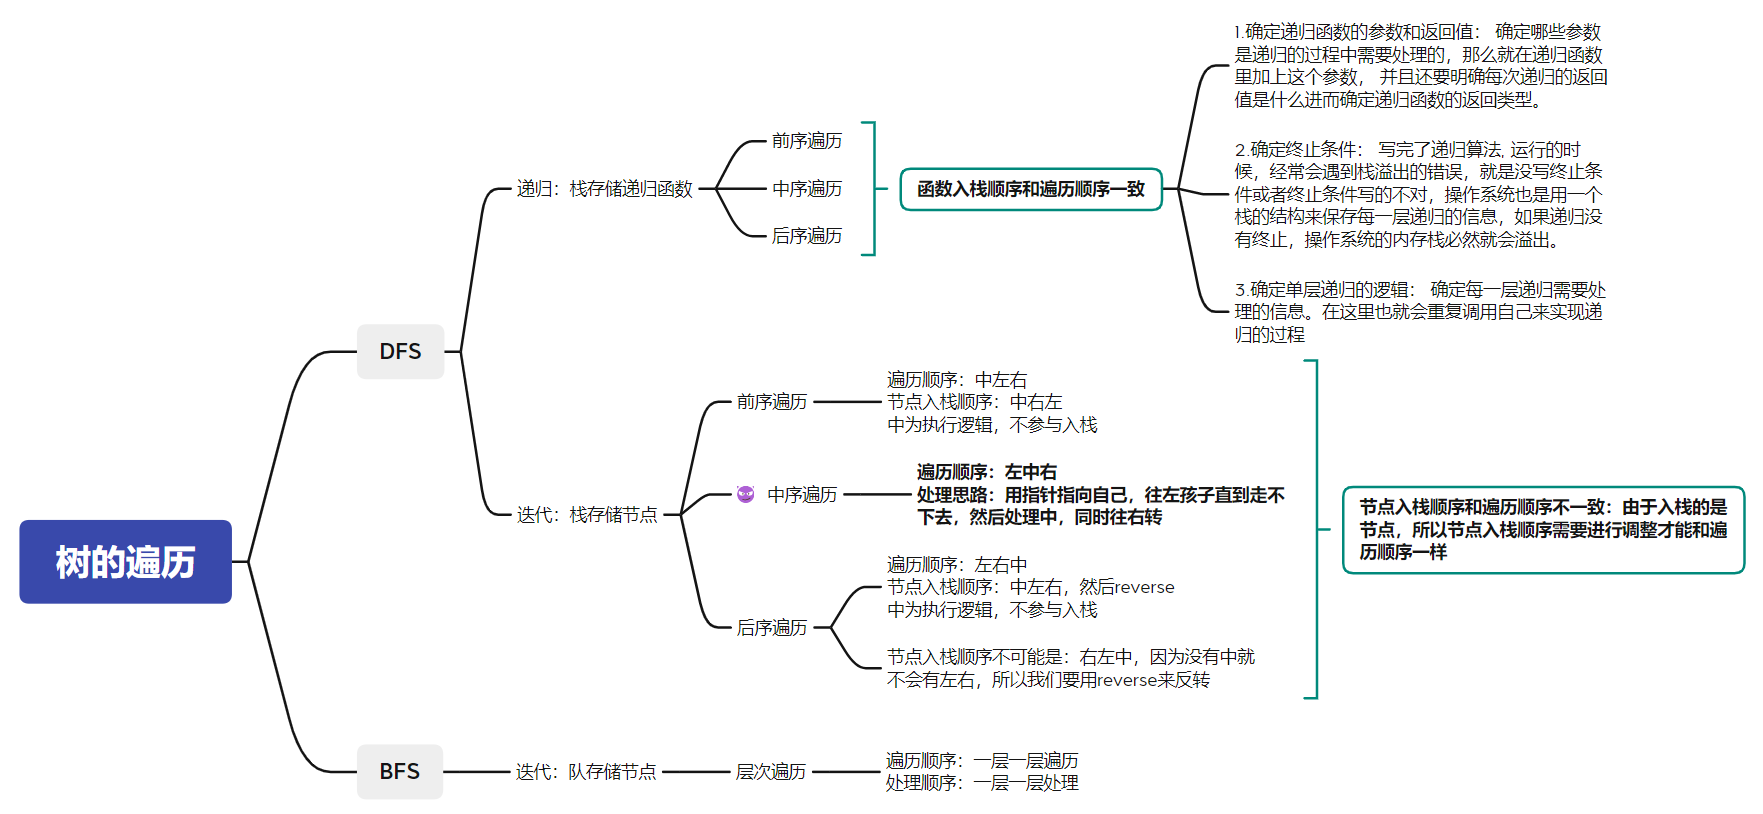 树的遍历
DFS
递归：栈存储递归函数
前序遍历
中序遍历
后序遍历
函数入栈顺序和遍历顺序一致
1.确定递归函数的参数和返回值： 确定哪些参数
是递归的过程中需要处理的，那么就在递归函数
里加上这个参数， 并且还要明确每次递归的返回
值是什么进而确定递归函数的返回类型。
2.确定终止条件： 写完了递归算法, 运行的时
候，经常会遇到栈溢出的错误，就是没写终止条
件或者终止条件写的不对，操作系统也是用一个
栈的结构来保存每一层递归的信息，如果递归没
有终止，操作系统的内存栈必然就会溢出。
3.确定单层递归的逻辑： 确定每一层递归需要处
理的信息。在这里也就会重复调用自己来实现递
归的过程
迭代：栈存储节点
前序遍历
遍历顺序：中左右
节点入栈顺序：中右左
中为执行逻辑，不参与入栈
中序遍历
遍历顺序：左中右
处理思路：用指针指向自己，往左孩子直到走不
下去，然后处理中，同时往右转
后序遍历
遍历顺序：左右中
节点入栈顺序：中左右，然后reverse
中为执行逻辑，不参与入栈
节点入栈顺序不可能是：右左中，因为没有中就
不会有左右，所以我们要用reverse来反转
节点入栈顺序和遍历顺序不一致：由于入栈的是
节点，所以节点入栈顺序需要进行调整才能和遍
历顺序一样
BFS
迭代：队存储节点
层次遍历
遍历顺序：一层一层遍历
处理顺序：一层一层处理